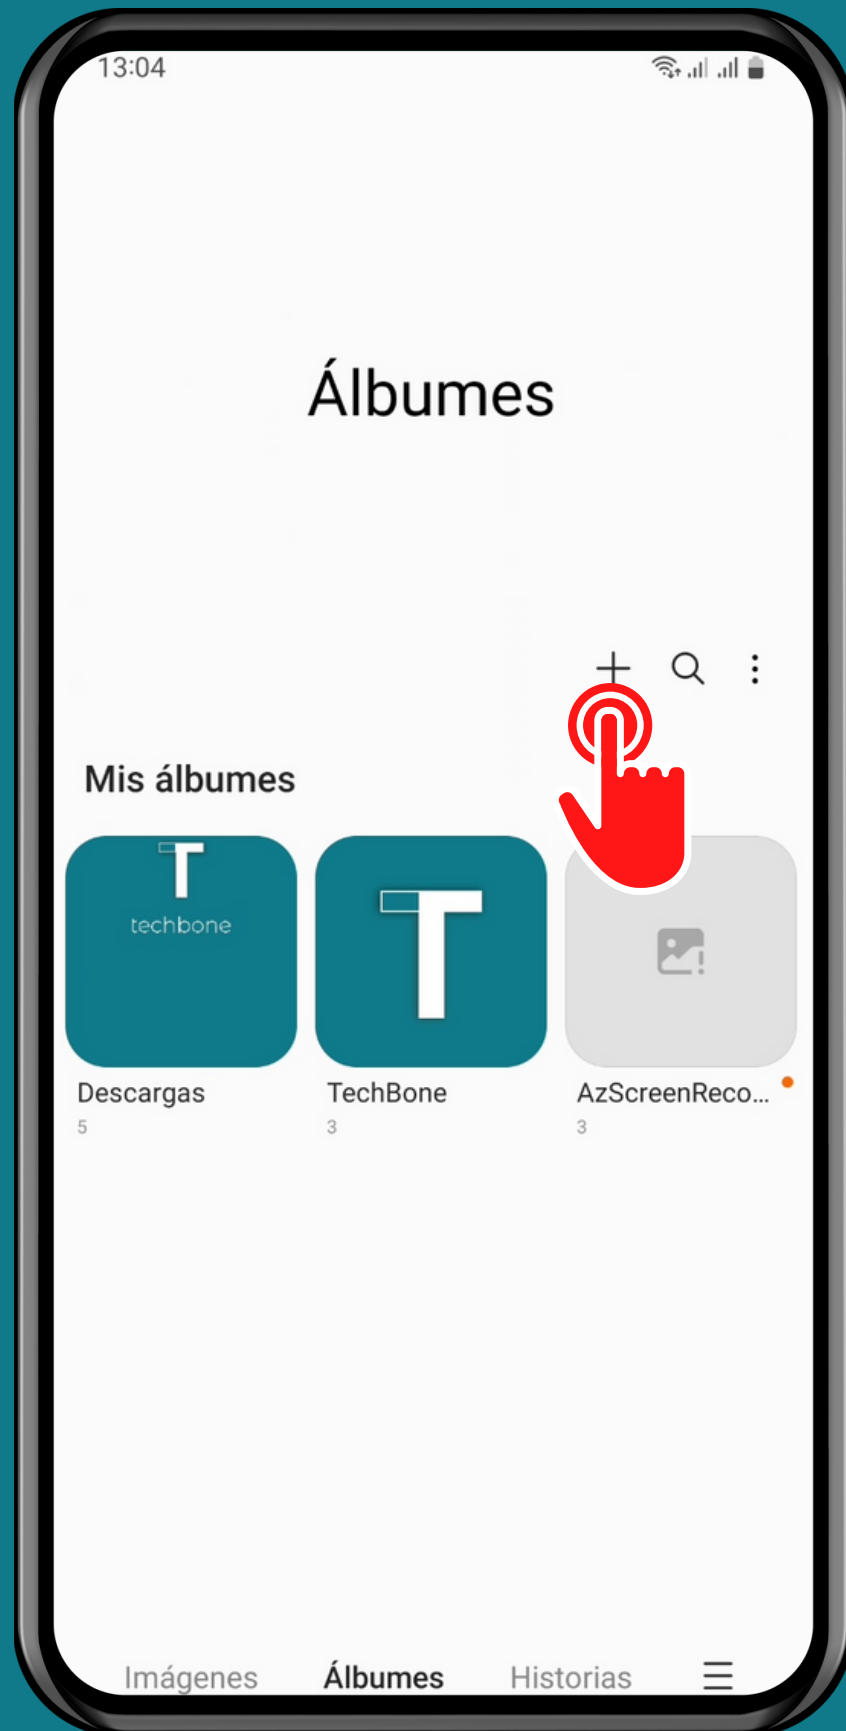 13:04
Álbumes
Mis álbumes
T
techbone
T
Descargas
TechBone
AzScreenReco...
5
3
3
Imágenes
Álbumes
Historias